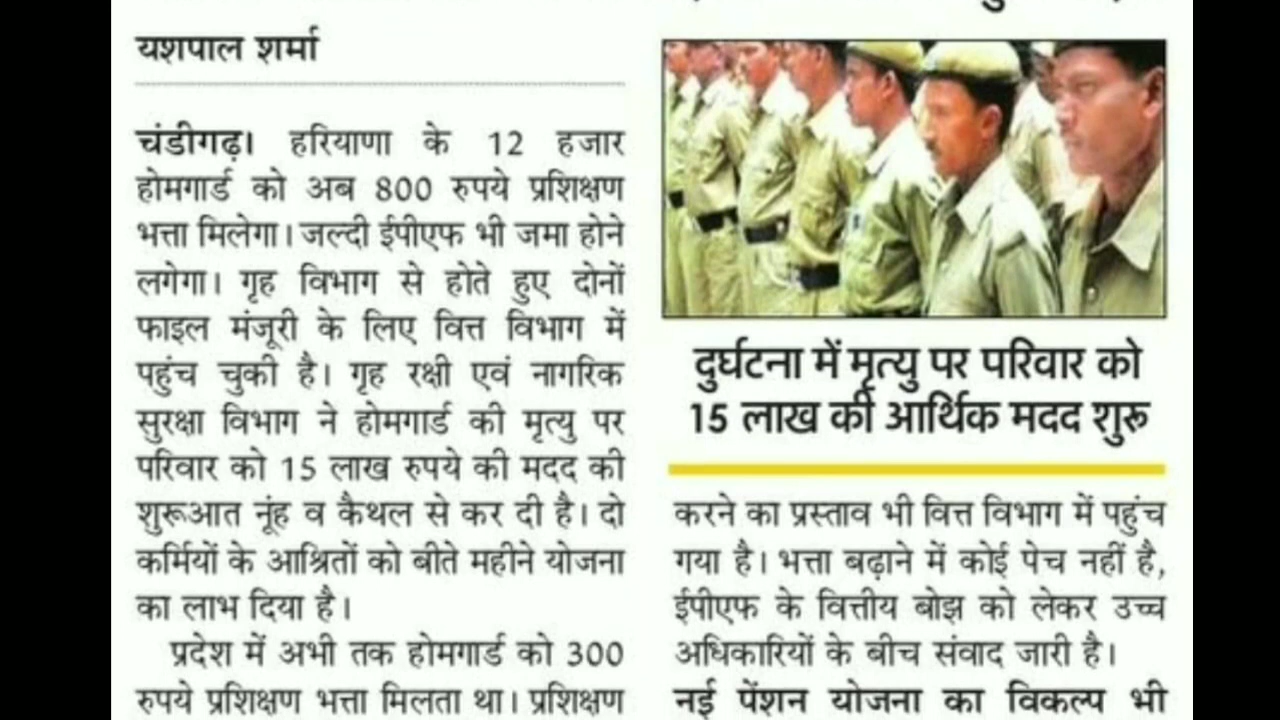 यशपाल शर्मा
चंडीगढ़। हरियाणा के 12 हजार
होमगार्ड को अब 800 रुपये प्रशिक्षण
भत्ता मिलेगा। जल्दी ईपीएफ भी जमा होने
लगेगा। गृह विभाग से होते हुए दोनों
फाइल मंजूरी के लिए वित्त विभाग में
पहुंच चुकी है। गृह रक्षी एवं नागरिक
सुरक्षा विभाग ने होमगार्ड की मृत्यु पर
परिवार को 15 लाख रुपये की मदद की
शुरूआत नूंह व कैथल से कर दी है। दो
कर्मियों के आश्रितों को बीते महीने योजना
का लाभ दिया है।
प्रदेश में अभी तक होमगार्ड को 300
रुपये प्रशिक्षण भत्ता मिलता था। प्रशिक्षण
दुर्घटना में मृत्यु पर परिवार को
15 लाख की आर्थिक मदद शुरू
करने का प्रस्ताव भी वित्त विभाग में पहुंच
गया है। भत्ता बढ़ाने में कोई पेच नहीं है,
ईपीएफ के वित्तीय बोझ को लेकर उच्च
अधिकारियों के बीच संवाद जारी है।
नई पेंशन योजना का विकल्प भी